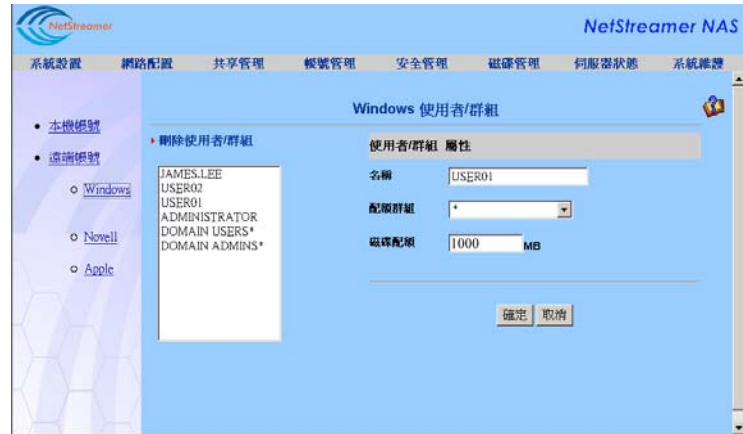 NetStreamer
NetStreamer NAS
系統設置 網路配置 共享管理 帳號管理 安全管理 磁碟管理 伺服器狀態 系統維護
Windows 使用者/群組
本機帳號
遠端帳號
Windows
Novell
Apple
刪除使用者/群組
JAMES.LEE
USER02
USER01
ADMINISTRATOR
DOMAIN USERS*
DOMAIN ADMINS*
使用者/群組 屬性
名稱 USER01
配額群組 *
磁碟配額 1000 MB
確定 取消